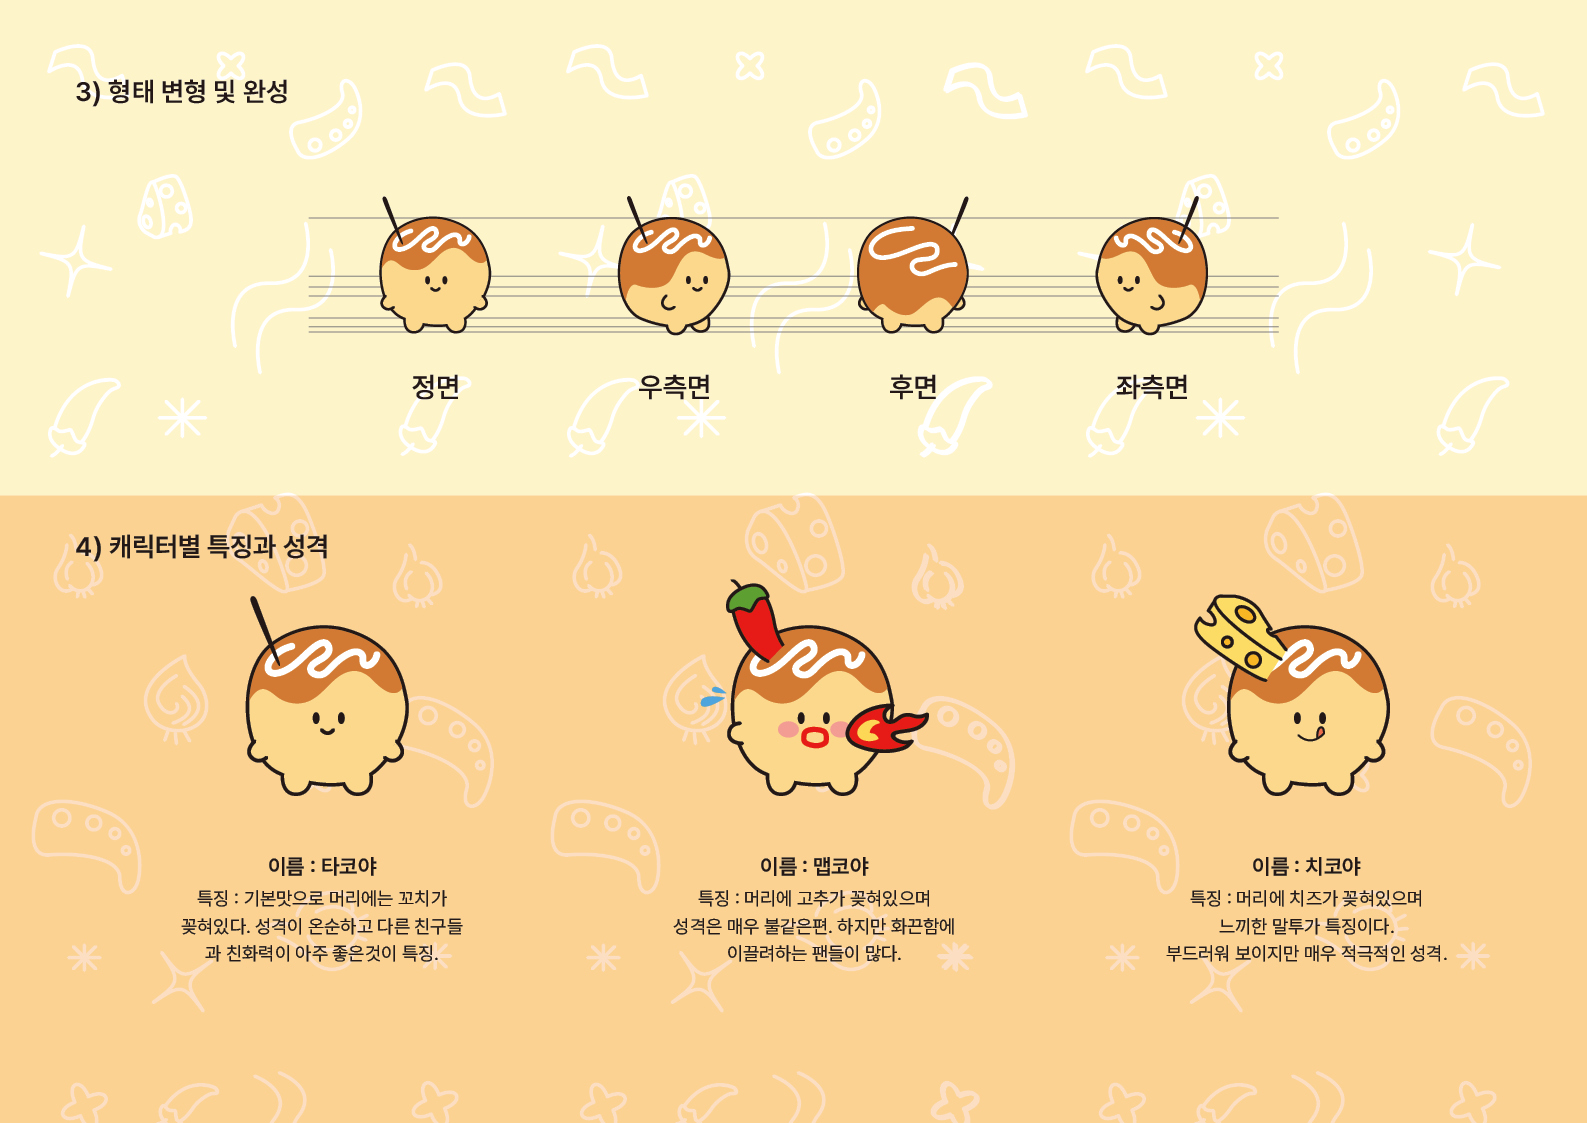 3) 형태 변형 및 완성
정면
우측면
후면
좌측면
4) 캐릭터별 특징과 성격
이름 : 타코야
특징 : 기본맛으로 머리에는 꼬치가
꽂혀있다. 성격이 온순하고 다른 친구들
과 친화력이 아주 좋은것이 특징.
이름 : 맵코야
특징 : 머리에 고추가 꽂혀있으며
성격은 매우 불같은편. 하지만 화끈함에
이끌려하는 팬들이 많다.
이름 : 치코야
특징 : 머리에 치즈가 꽂혀있으며
느끼한 말투가 특징이다.
부드러워 보이지만 매우 적극적인 성격.